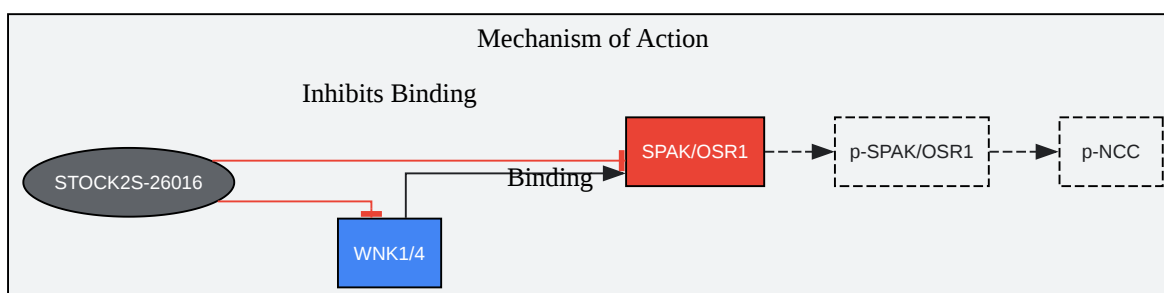 Mechanism of Action
Inhibits Binding
STOCK2S-26016
SPAK/OSR1
p-SPAK/OSR1
p-NCC
Binding
WNK1/4